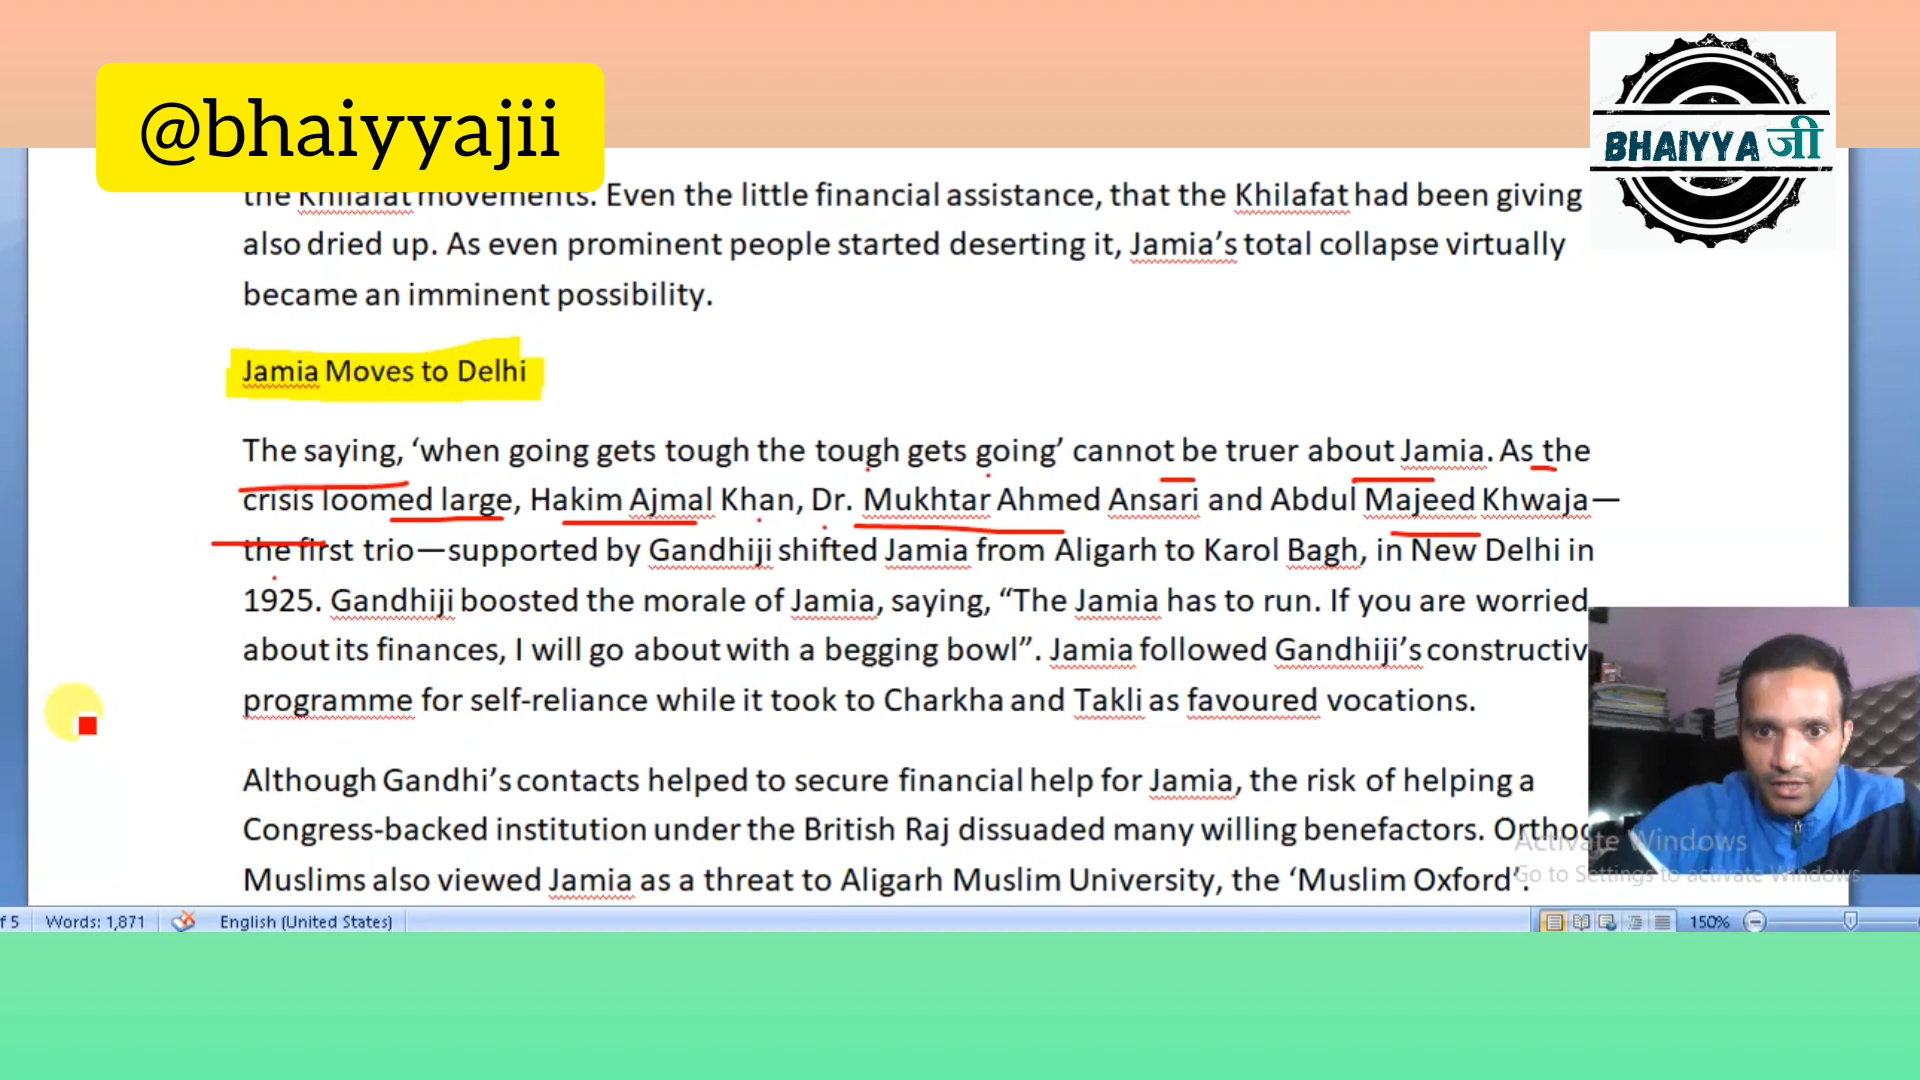 @bhaiyyajii
BHAIYYA जी
the Khilafat movements. Even the little financial assistance, that the Khilafat had been giving
also dried up. As even prominent people started deserting it, Jamia’s total collapse virtually
became an imminent possibility.
Jamia Moves to Delhi
The saying, ‘when going gets tough the tough gets going’ cannot be truer about Jamia. As the
crisis loomed large, Hakim Ajmal Khan, Dr. Mukhtar Ahmed Ansari and Abdul Majeed Khwaja—
the first trio—supported by Gandhiji shifted Jamia from Aligarh to Karol Bagh, in New Delhi in
1925. Gandhiji boosted the morale of Jamia, saying, “The Jamia has to run. If you are worried
about its finances, I will go about with a begging bowl”. Jamia followed Gandhiji’s constructiv
programme for self-reliance while it took to Charkha and Takli as favoured vocations.
Although Gandhi’s contacts helped to secure financial help for Jamia, the risk of helping a
Congress-backed institution under the British Raj dissuaded many willing benefactors. Orthod
Muslims also viewed Jamia as a threat to Aligarh Muslim University, the ‘Muslim Oxford’.
Activate Windows
Go to Settings to activate Windows.
f 5 Words: 1,871 English (United States) 150%